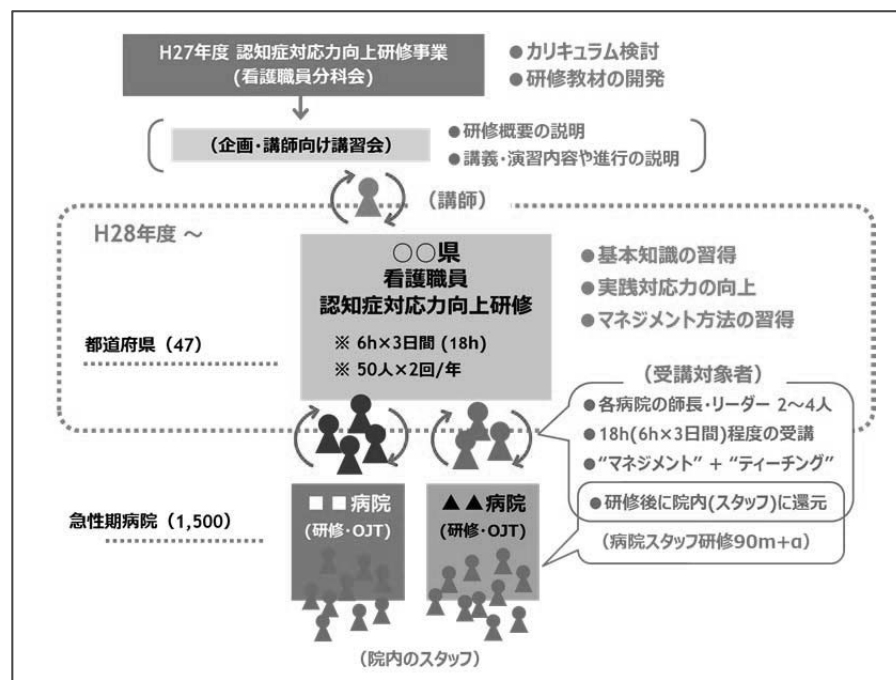 H27年度 認知症対応力向上研修事業
(看護職員分科会)
●カリキュラム検討
●研修教材の開発
(企画・講師向け講習会)
●研修概要の説明
●講義・演習内容や進行の説明
(講師)
H28年度 ～
○○県
看護職員
認知症対応力向上研修
※ 6h×3日間 (18h)
※ 50人×2回/年
●基本知識の習得
●実践対応力の向上
●マネジメント方法の習得
都道府県 (47)
(受講対象者)
●各病院の師長・リーダー 2～4人
●18h(6h×3日間)程度の受講
●“マネジメント” + “ティーチング”
●研修後に院内(スタッフ)に還元
(病院スタッフ研修90m+α)
急性期病院 (1,500)
■■病院
(研修・OJT)
▲▲病院
(研修・OJT)
(院内のスタッフ)